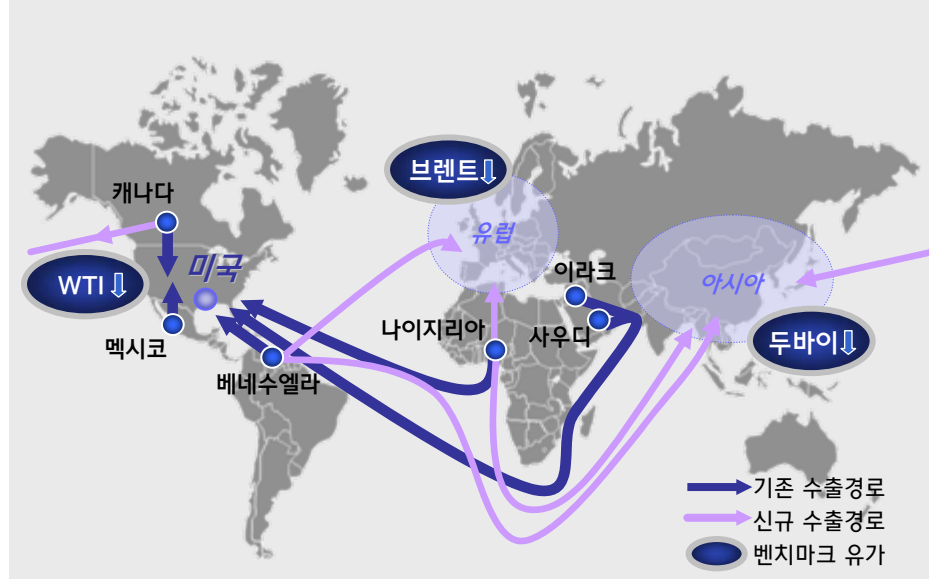 브렌트⇩
캐나다
유럽
미국
이라크
아시아
WTI⇩
나이지리아
사우디
멕시코
두바이⇩
베네수엘라
기존 수출경로
신규 수출경로
벤치마크 유가